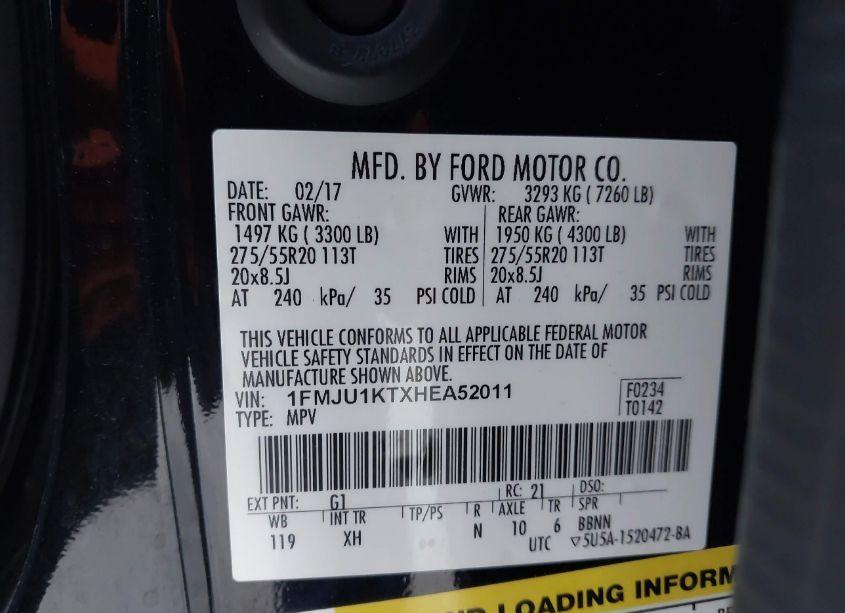 MFD. BY FORD MOTOR CO.
DATE: 02/17 GVWR: 3293 KG ( 7260 LB)
FRONT GAWR: REAR GAWR:
1497 KG ( 3300 LB) WITH 1950 KG ( 4300 LB) WITH
275/55R20 113T TIRES 275/55R20 113T TIRES
20x8.5J RIMS 20x8.5J RIMS
AT 240 kPa/ 35 PSI COLD AT 240 kPa/ 35 PSI COLD
THIS VEHICLE CONFORMS TO ALL APPLICABLE FEDERAL MOTOR
VEHICLE SAFETY STANDARDS IN EFFECT ON THE DATE OF
MANUFACTURE SHOWN ABOVE.
VIN: 1FMJU1KTXHEA52011 F0234
TYPE: MPV T0142
EXT PNT: G1 RC: 21 DSO:
WB INT TR TP/PS R AXLE TR SPR
119 XH N 10 6 BBNN
UTC ▽5U5A-1520472-BA
LOADING INFORM